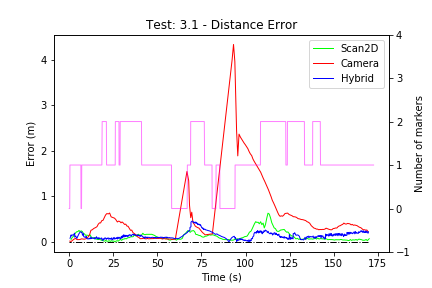 Test: 3.1 - Distance Error
Scan2D
Camera
Hybrid
Error (m)
4
3
2
1
0
Number of markers
4
3
2
1
0
−1
0
25
50
75
100
125
150
175
Time (s)